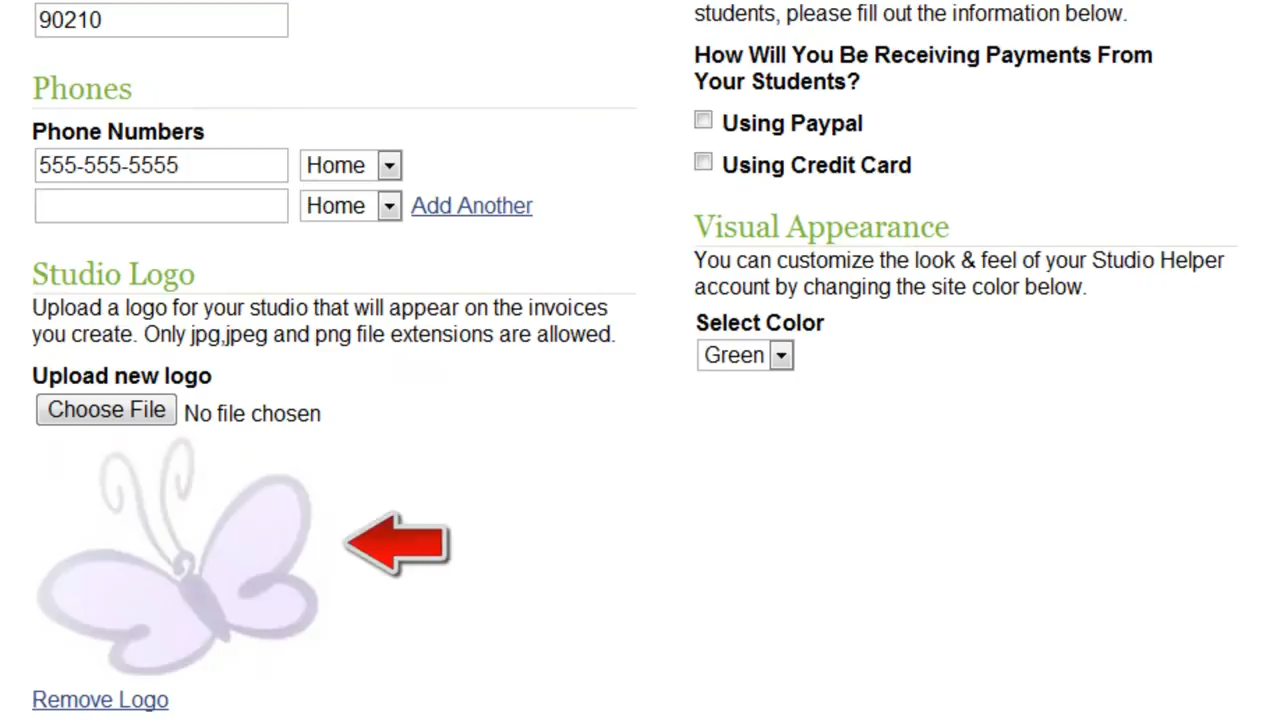 90210
Phones
Phone Numbers
555-555-5555 Home
Home Add Another
Studio Logo
Upload a logo for your studio that will appear on the invoices
you create. Only jpg,jpeg and png file extensions are allowed.
Upload new logo
Choose File No file chosen
Remove Logo
students, please fill out the information below.
How Will You Be Receiving Payments From
Your Students?
Using Paypal
Using Credit Card
Visual Appearance
You can customize the look & feel of your Studio Helper
account by changing the site color below.
Select Color
Green